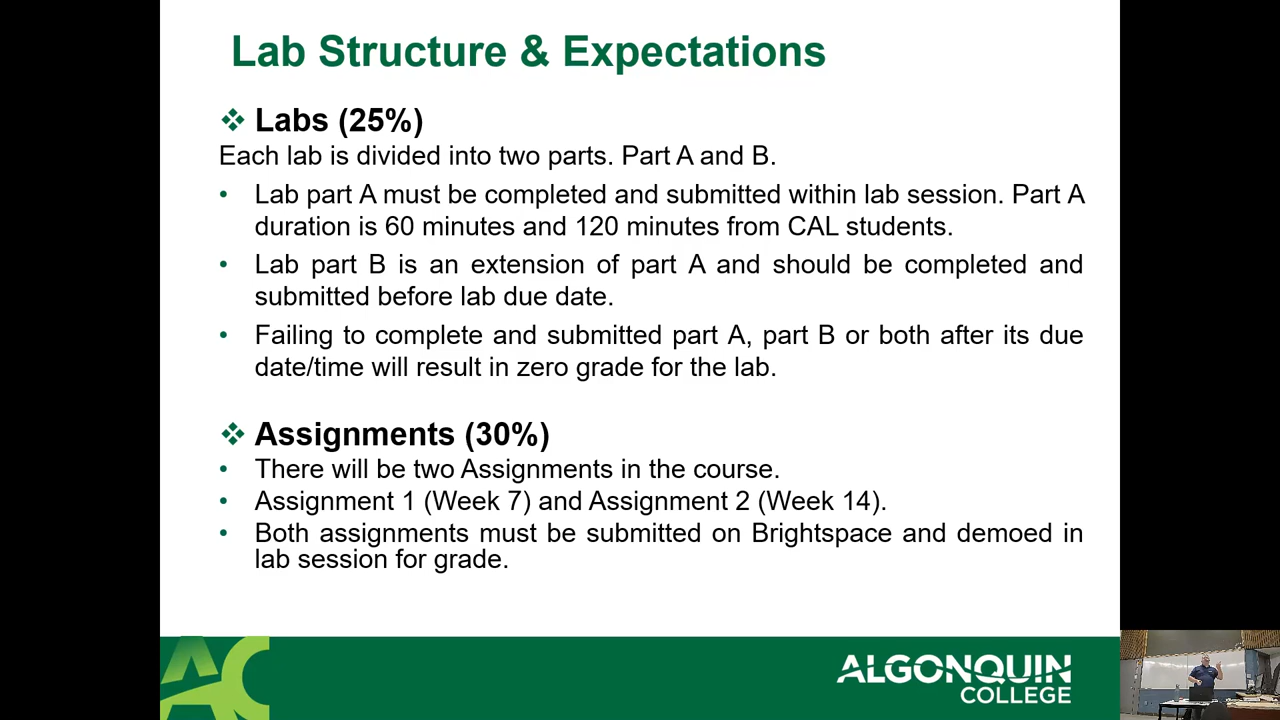 Lab Structure & Expectations
❖ Labs (25%)
Each lab is divided into two parts. Part A and B.
• Lab part A must be completed and submitted within lab session. Part A
duration is 60 minutes and 120 minutes from CAL students.
• Lab part B is an extension of part A and should be completed and
submitted before lab due date.
• Failing to complete and submitted part A, part B or both after its due
date/time will result in zero grade for the lab.
❖ Assignments (30%)
• There will be two Assignments in the course.
• Assignment 1 (Week 7) and Assignment 2 (Week 14).
• Both assignments must be submitted on Brightspace and demoed in
lab session for grade.
AC
ALGONQUIN
COLLEGE